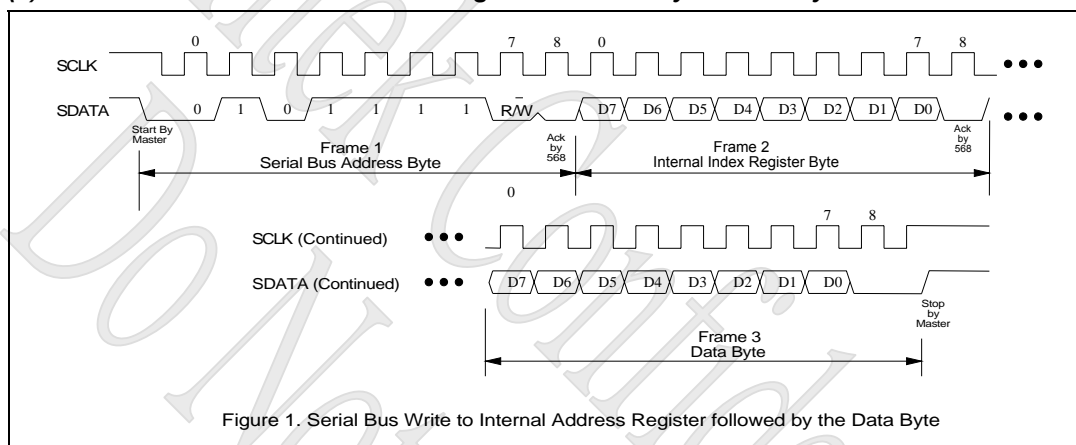 0 7 8 0 7 8
SCLK
SDATA 0 1 0 1 1 1 1 R/W D7 D6 D5 D4 D3 D2 D1 D0
Start By
Master
Ack
by
568
Ack
by
568
Frame 1
Serial Bus Address Byte
Frame 2
Internal Index Register Byte
0 7 8
SCLK (Continued)
SDATA (Continued) D7 D6 D5 D4 D3 D2 D1 D0
Stop
by
Master
Frame 3
Data Byte
Figure 1. Serial Bus Write to Internal Address Register followed by the Data Byte